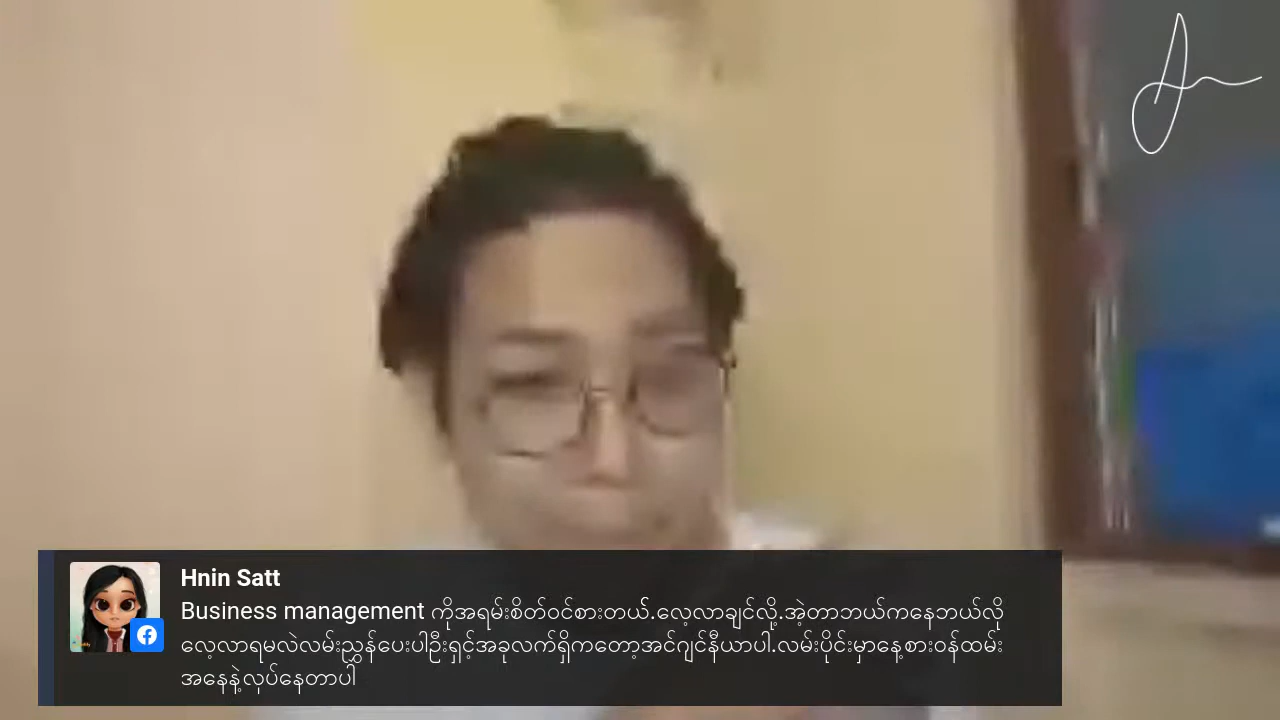 Hnin Satt
Business management ကိုအရမ်းစိတ်ဝင်စားတယ်.လေ့လာချင်လို့.အဲ့တာဘယ်ကနေဘယ်လို
လေ့လာရမလဲလမ်းညွှန်ပေးပါဦးရှင့်အခုလက်ရှိကတော့အင်ဂျင်နီယာပါ.လမ်းပိုင်းမှာနေ့စားဝန်ထမ်း
အနေနဲ့လုပ်နေတာပါ